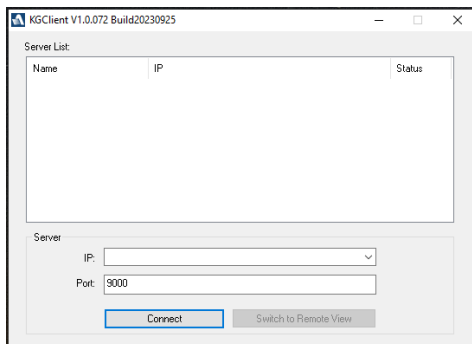 KGClient V1.0.072 Build20230925
Server List:
Name IP Status
Server
IP:
Port: 9000
Connect Switch to Remote View